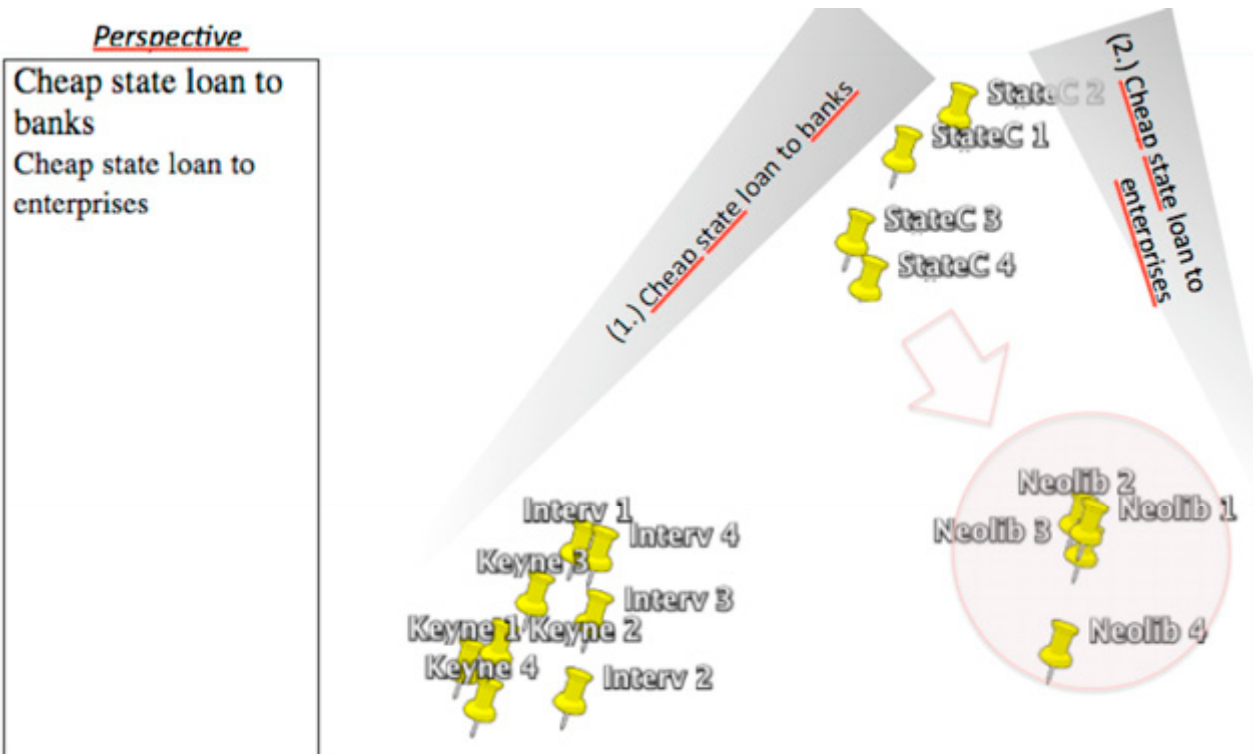 Perspective
Cheap state loan to
banks
Cheap state loan to
enterprises
(1.) Cheap state loan to banks
(2.) Cheap state loan to
enterprises
StateC 2
StateC 1
StateC 3
StateC 4
Interv 1
Interv 4
Keyne 3
Interv 3
Keyne 1 Keyne 2
Keyne 4
Interv 2
Neolib 2
Neolib 1
Neolib 3
Neolib 4